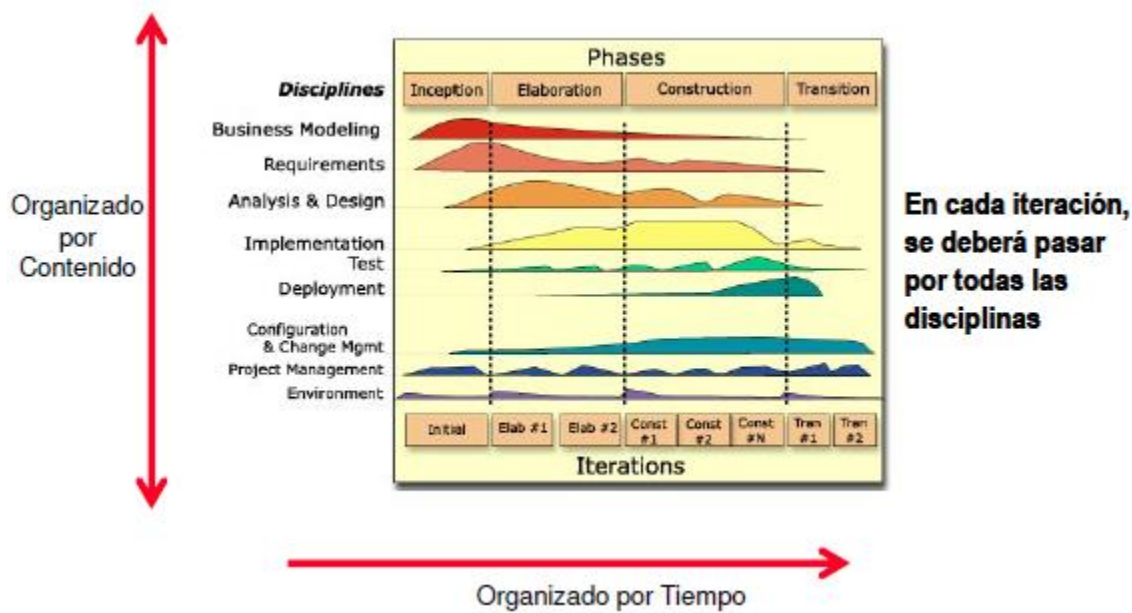 Phases
Disciplines
Inception
Elaboration
Construction
Transition
Business Modeling
Requirements
Analysis & Design
Implementation
Test
Deployment
Configuration
& Change Mgmt
Project Management
Environment
Initial
Elab #1
Elab #2
Const
#1
Const
#2
Const
#N
Tran
#1
Tran
#2
Iterations
Organizado
por
Contenido
En cada iteración,
se deberá pasar
por todas las
disciplinas
Organizado por Tiempo